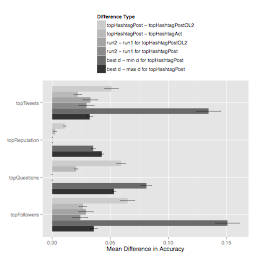 Difference Type
topHashtagPost − topHashtagPostOL2
topHashtagPost − topHashtagAct
run2 − run1 for topHashtagPostOL2
run2 − run1 for topHashtagPost
best d − min d for topHashtagPost
best d − max d for topHashtagPost
topTweets
topReputation
topQuestions
topFollowers
0.00
0.05
0.10
0.15
Mean Difference in Accuracy